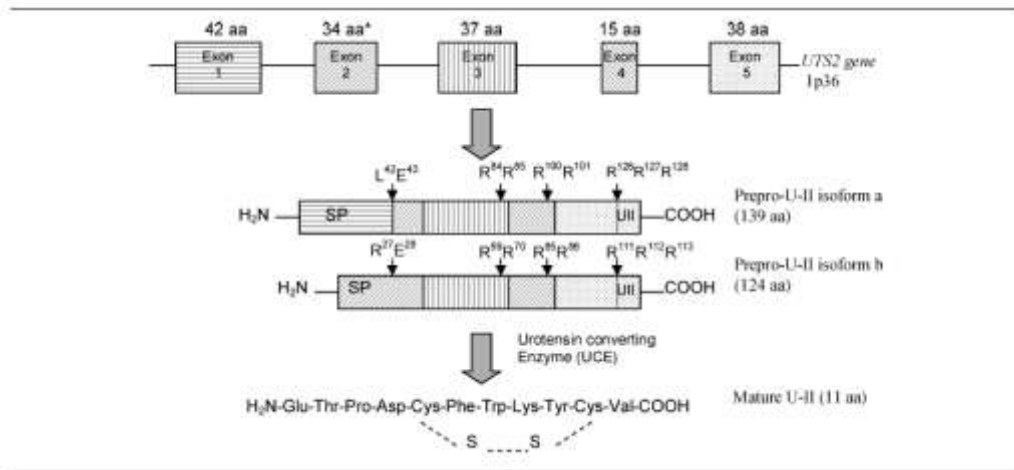 42 aa 34 aa* 37 aa 15 aa 38 aa
Exon 1 Exon 2 Exon 3 Exon 4 Exon 5
UTS2 gene
1p36
L⁴²E⁴³ R⁸⁴R⁸⁵ R¹⁰⁰R¹⁰¹ R¹²⁶R¹²⁷R¹²⁸
H₂N SP UII COOH
Prepro-U-II isoform a
(139 aa)
R²⁷E²⁸ R⁶⁹R⁷⁰ R⁸⁵R⁸⁶ R¹¹¹R¹¹²R¹¹³
H₂N SP UII COOH
Prepro-U-II isoform b
(124 aa)
Urotensin converting
Enzyme (UCE)
H₂N-Glu-Thr-Pro-Asp-Cys-Phe-Trp-Lys-Tyr-Cys-Val-COOH
Mature U-II (11 aa)
S S